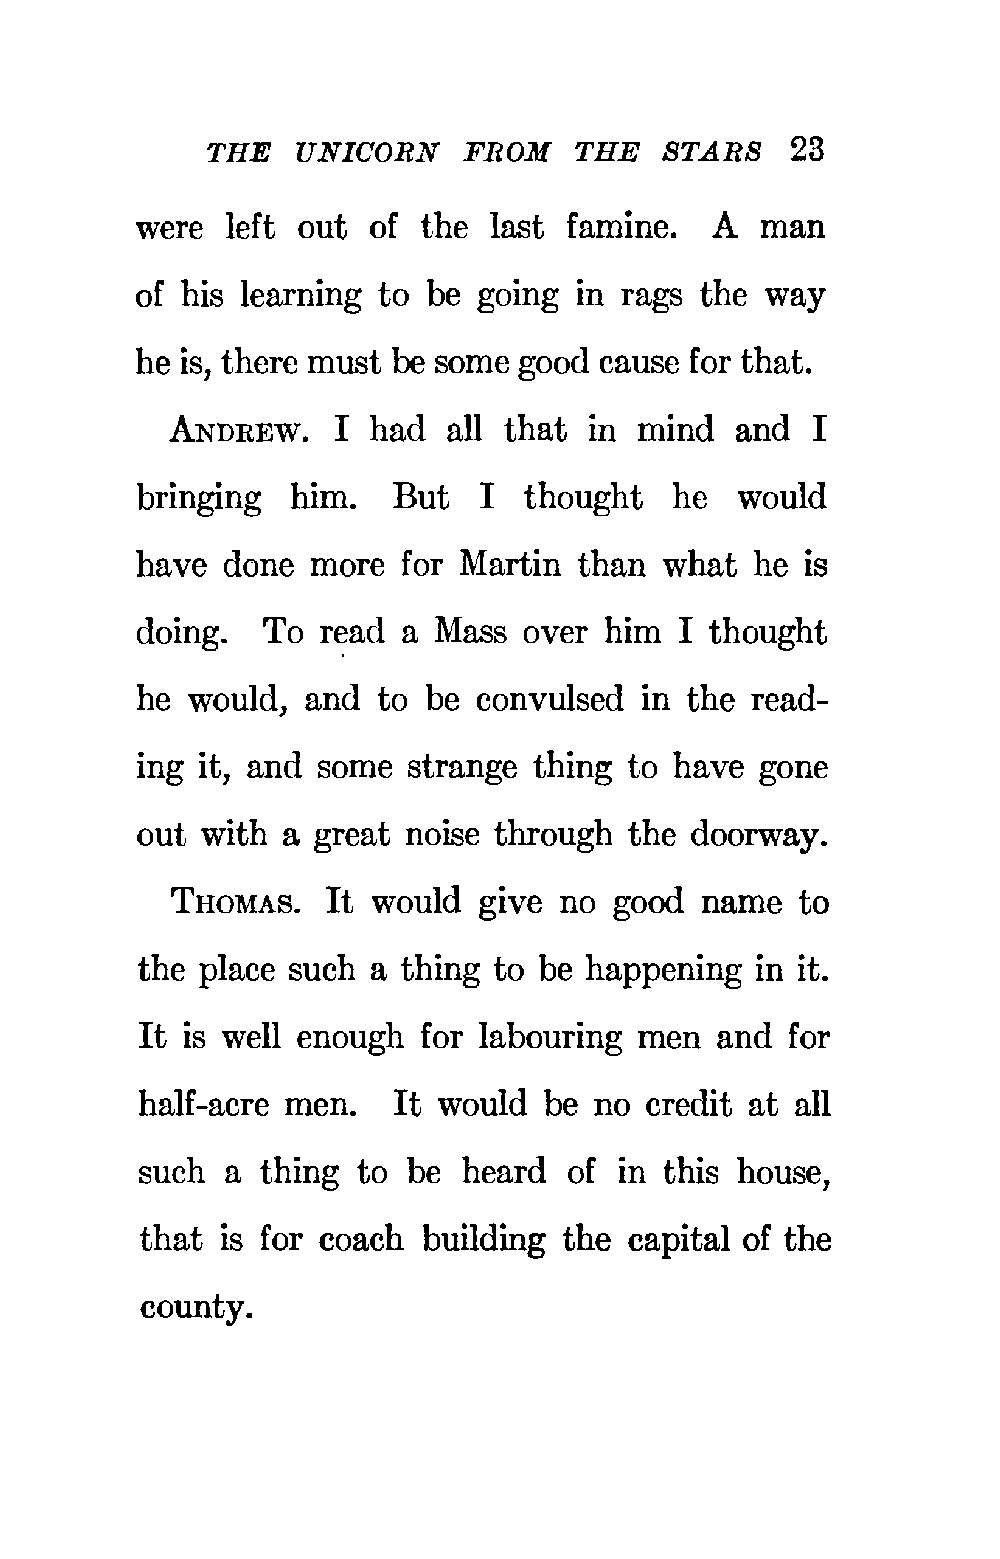 THE UNICORN FROM THE STARS 23
were left out of the last famine. A man
of his learning to be going in rags the way
he is, there must be some good cause for that.
ANDREW. I had all that in mind and I
bringing him. But I thought he would
have done more for Martin than what he is
doing. To read a Mass over him I thought
he would, and to be convulsed in the read-
ing it, and some strange thing to have gone
out with a great noise through the doorway.
THOMAS. It would give no good name to
the place such a thing to be happening in it.
It is well enough for labouring men and for
half-acre men. It would be no credit at all
such a thing to be heard of in this house,
that is for coach building the capital of the
county.